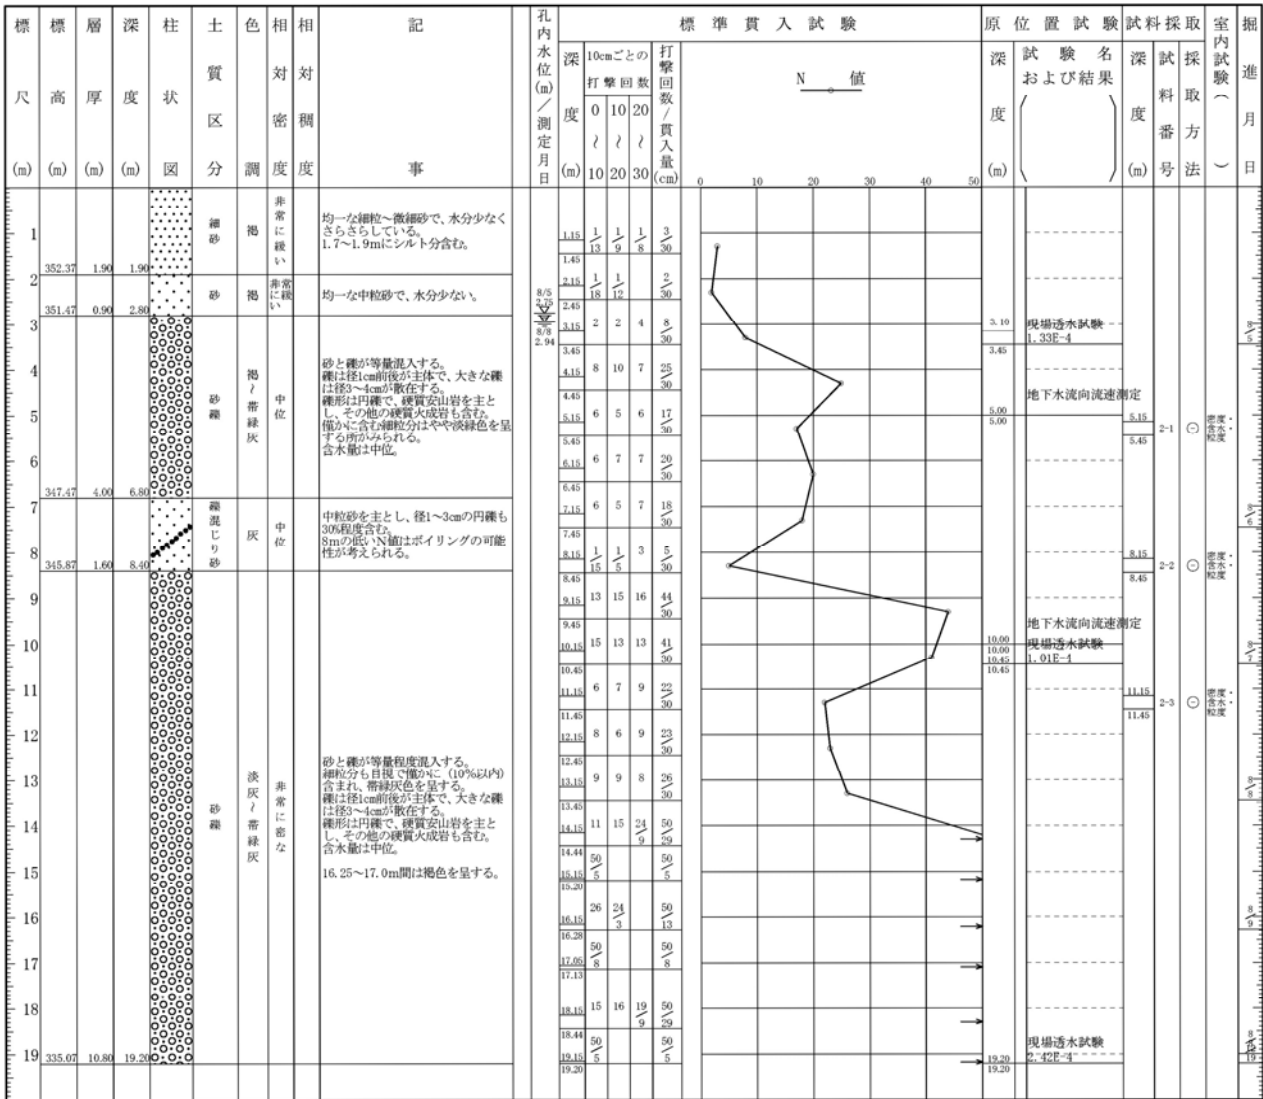 標尺(m)
標高(m)
層厚(m)
深度(m)
柱状図
土質区分
色調
相対密度
相対稠度
記事
孔内水位(m)/測定月日
標準貫入試験
深度(m)
10cmごとの
打撃回数
0～10
10～20
20～30
打撃回数/貫入量(cm)
N 値
0 10 20 30 40 50
原位置試験
深度(m)
試験名
および結果
試料採取
深度(m)
試料番号
採取方法
室内試験( )
掘進月日
1
2
3
4
5
6
7
8
9
10
11
12
13
14
15
16
17
18
19
352.37 1.90 1.90
細砂
褐
非常に緩い
均一な細粒～微細砂で、水分少なく
さらさらしている。
1.7～1.9mにシルト分含む。
351.47 0.90 2.80
砂
褐
非常に緩い
均一な中粒砂で、水分少ない。
347.47 4.00 6.80
砂礫
褐～帯緑灰
中位
砂と礫が等量混入する。
礫は径1cm前後が主体で、大きな礫
は径3～4cmが散在する。
礫形は円礫で、硬質安山岩を主と
し、その他の硬質火成岩も含む。
僅かに含む細粒分はやや淡緑色を呈
する所がみられる。
含水量は中位。
345.87 1.60 8.40
礫混じり砂
灰
中位
中粒砂を主とし、径1～3cmの円礫も
30%程度含む。
8mの低いN値はボイリングの可能
性が考えられる。
335.07 10.80 19.20
砂礫
淡灰～帯緑灰
非常に密な
砂と礫が等量程度混入する。
細粒分も目視で僅かに (10%以内)
含まれ、帯緑灰色を呈する。
礫は径1cm前後が主体で、大きな礫
は径3～4cmが散在する。
礫形は円礫で、硬質安山岩を主と
し、その他の硬質火成岩も含む。
含水量は中位。
16.25～17.0m間は褐色を呈する。
8/5
2.75
8/8
2.94
1.15 1/13 1/9 1/8 3/30
1.45
2.15 1/18 1/12 2/30
2.45
3.15 2 2 4 8/30
3.45
4.15 8 10 7 25/30
4.45
5.15 6 5 6 17/30
5.45
6.15 6 7 7 20/30
6.45
7.15 6 5 7 18/30
7.45
8.15 1/15 1/5 3 5/30
8.45
9.15 13 15 16 44/30
9.45
10.15 15 13 13 41/30
10.45
11.15 6 7 9 22/30
11.45
12.15 8 6 9 23/30
12.45
13.15 9 9 8 26/30
13.45
14.15 11 15 24/9 50/29
14.44
15.15 50/5 50/5
15.20
16.15 26 24/3 50/13
16.28
17.05 50/8 50/8
17.13
18.15 15 16 19/9 50/29
18.44
19.15 50/5 50/5
19.20
3.10 現場透水試験
3.45 1.33E-4
地下水流向流速測定
5.00
5.00
地下水流向流速測定
10.00
10.00 現場透水試験
10.45 1.01E-4
10.45
現場透水試験
19.20 2.42E-4
19.20
5.15
5.45
2-1
密度・含水・粒度
8.15
8.45
2-2
密度・含水・粒度
11.15
11.45
2-3
密度・含水・粒度
8/5
8/6
8/7
8/8
8/9